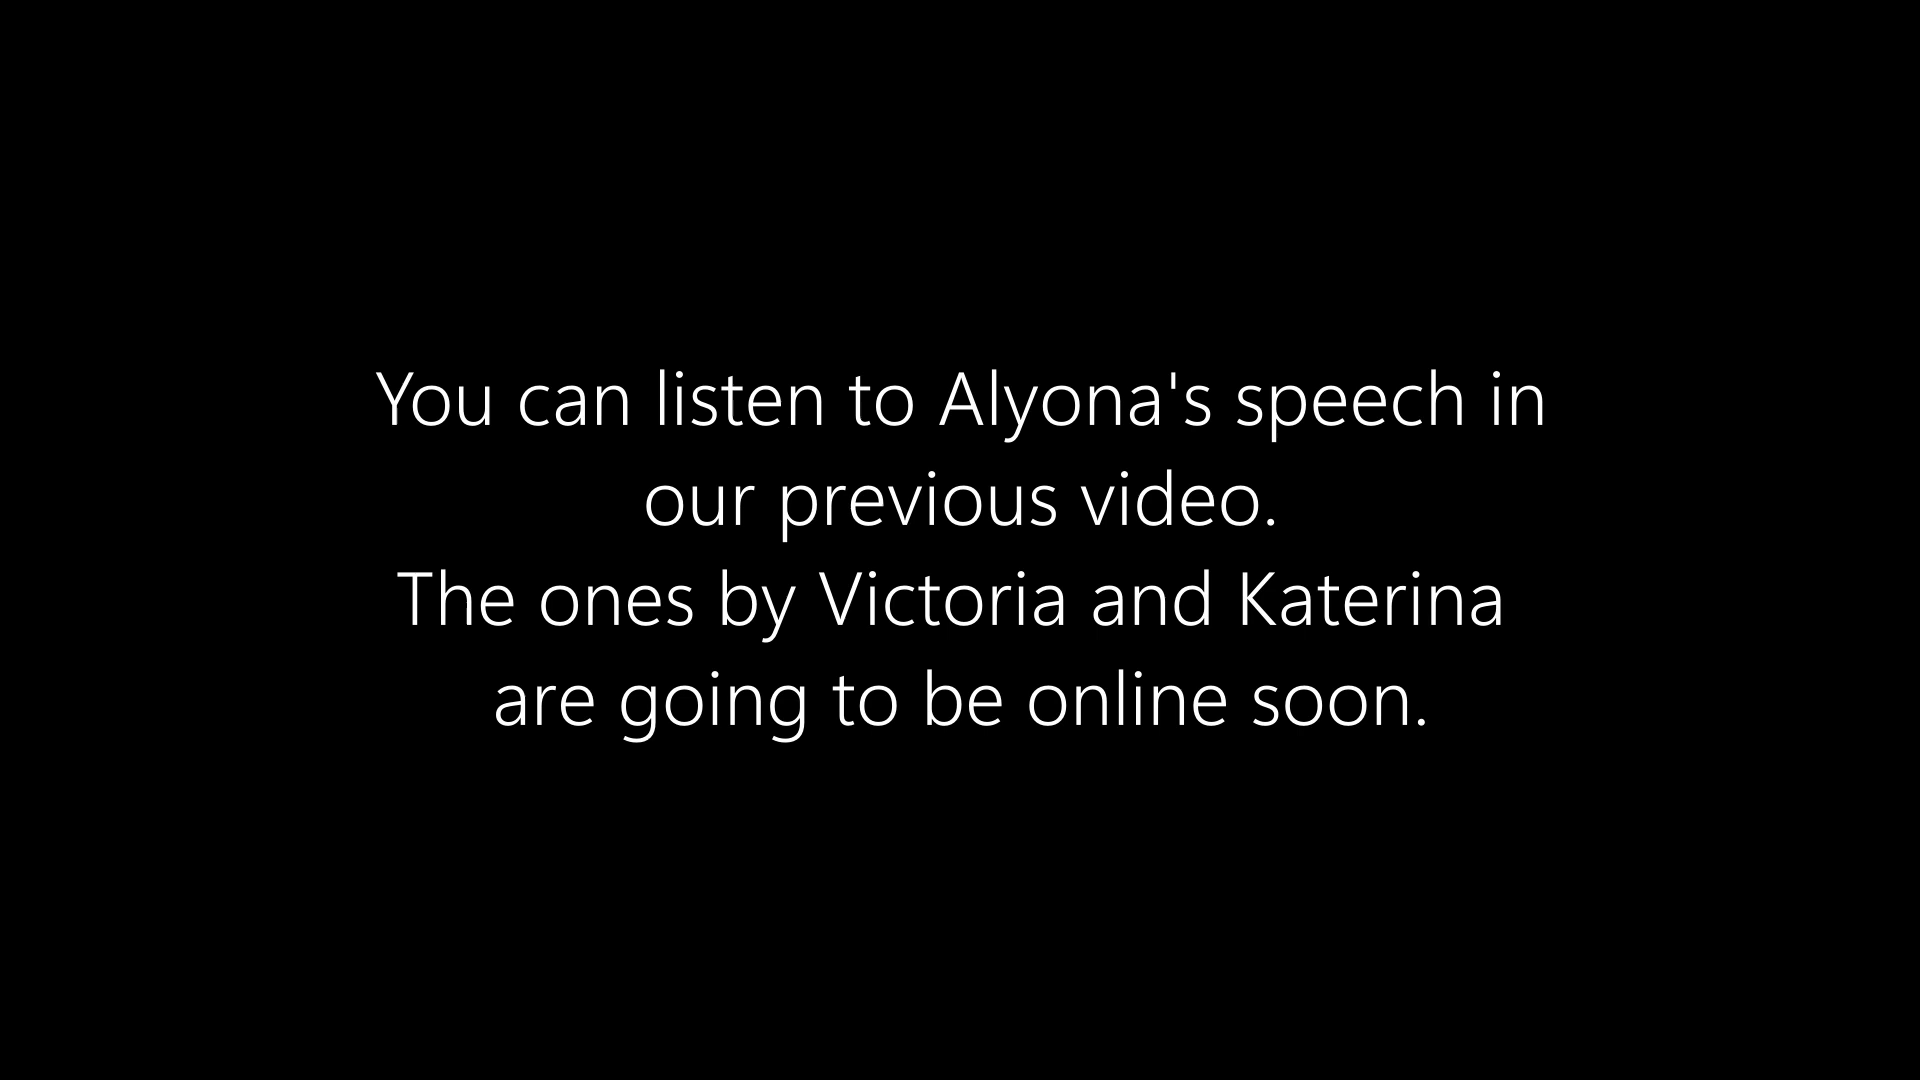 You can listen to Alyona's speech in
our previous video.
The ones by Victoria and Katerina
are going to be online soon.